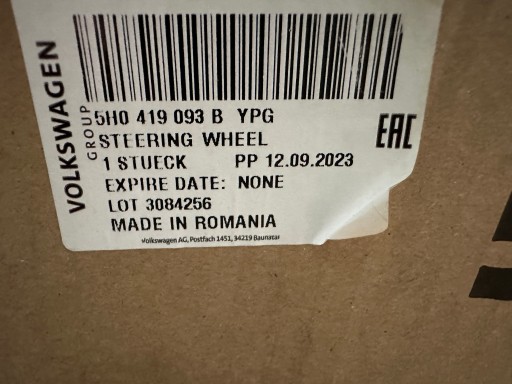 VOLKSWAGEN
GROUP
5H0 419 093 B YPG
STEERING WHEEL
1 STUECK PP 12.09.2023
EXPIRE DATE: NONE
LOT 3084256
MADE IN ROMANIA
Volkswagen AG, Postfach 1451, 34219 Baunatal
EAC